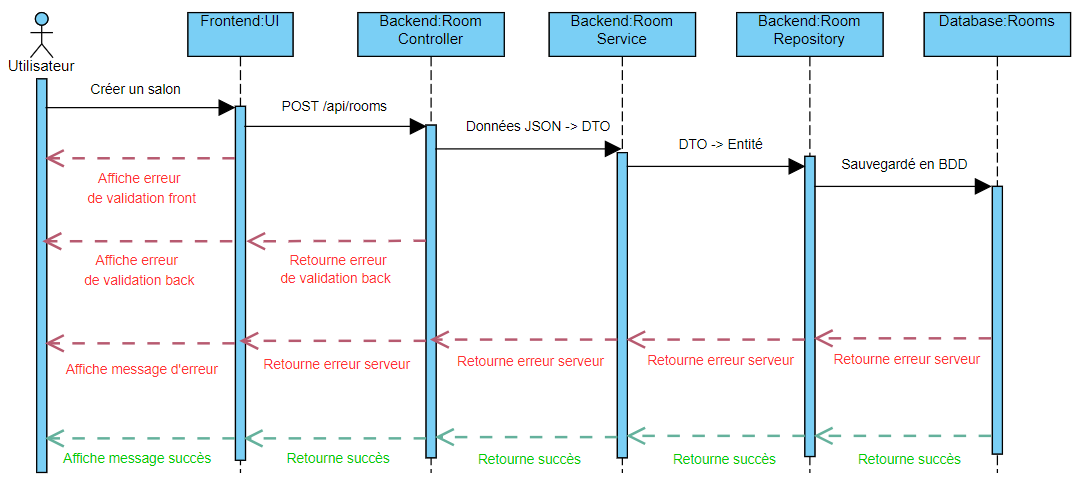 Utilisateur
Frontend:UI
Backend:Room
Controller
Backend:Room
Service
Backend:Room
Repository
Database:Rooms
Créer un salon
POST /api/rooms
Données JSON -> DTO
DTO -> Entité
Sauvegardé en BDD
Affiche erreur
de validation front
Affiche erreur
de validation back
Retourne erreur
de validation back
Affiche message d'erreur
Retourne erreur serveur
Retourne erreur serveur
Retourne erreur serveur
Retourne erreur serveur
Affiche message succès
Retourne succès
Retourne succès
Retourne succès
Retourne succès